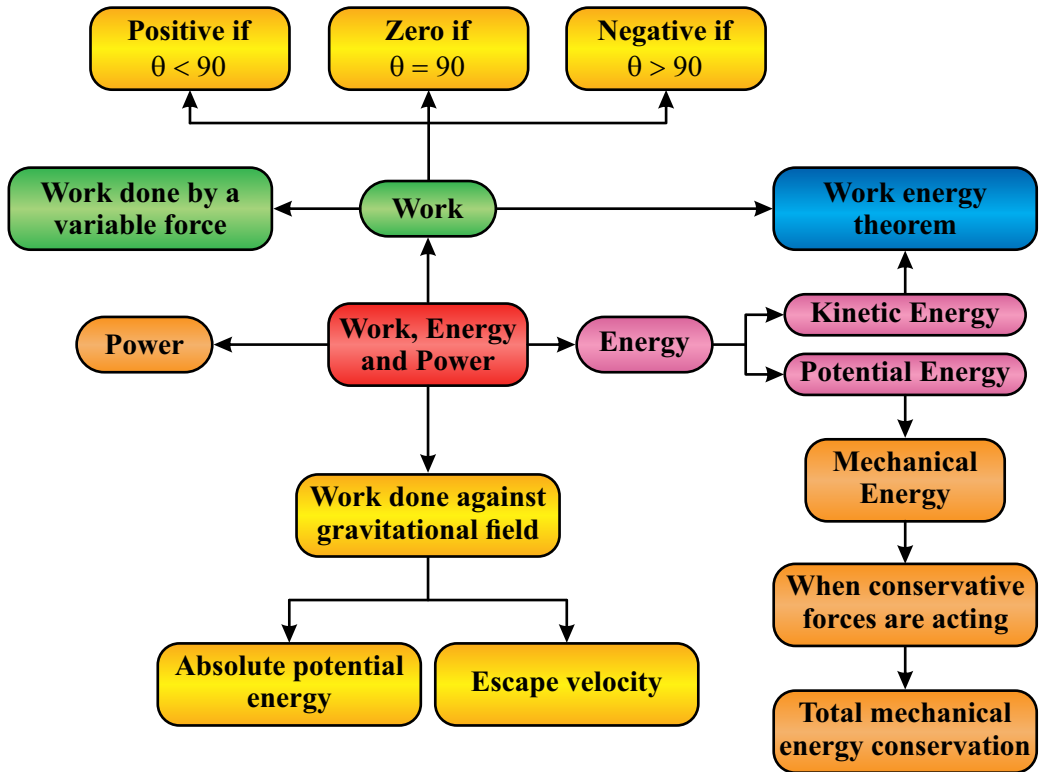 Positive if
θ < 90
Zero if
θ = 90
Negative if
θ > 90
Work done by a
variable force
Work
Work energy
theorem
Power
Work, Energy
and Power
Energy
Kinetic Energy
Potential Energy
Work done against
gravitational field
Mechanical
Energy
When conservative
forces are acting
Absolute potential
energy
Escape velocity
Total mechanical
energy conservation